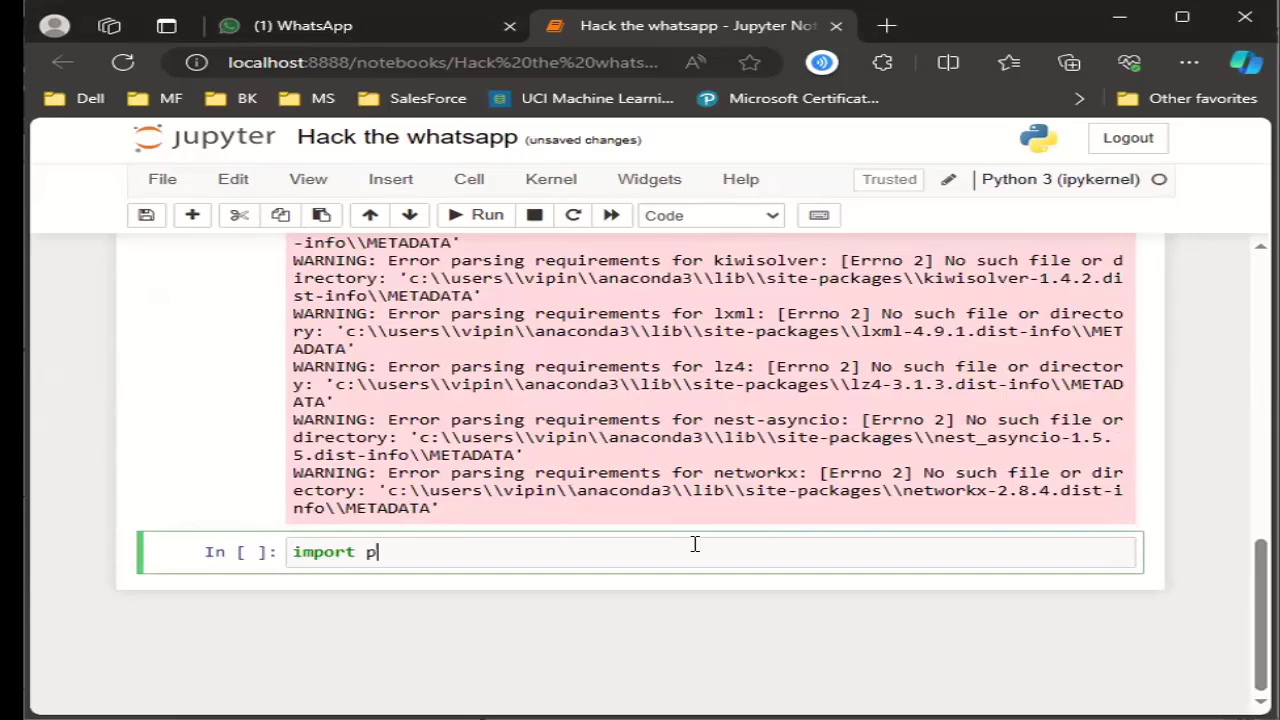 (1) WhatsApp
Hack the whatsapp - Jupyter Not
localhost:8888/notebooks/Hack%20the%20whats...
Dell MF BK MS SalesForce UCI Machine Learni... Microsoft Certificat... Other favorites
jupyter Hack the whatsapp (unsaved changes) Logout
File Edit View Insert Cell Kernel Widgets Help Trusted Python 3 (ipykernel)
Run Code
-info\\METADATA'
WARNING: Error parsing requirements for kiwisolver: [Errno 2] No such file or d
irectory: 'c:\\users\\vipin\\anaconda3\\lib\\site-packages\\kiwisolver-1.4.2.di
st-info\\METADATA'
WARNING: Error parsing requirements for lxml: [Errno 2] No such file or directo
ry: 'c:\\users\\vipin\\anaconda3\\lib\\site-packages\\lxml-4.9.1.dist-info\\MET
ADATA'
WARNING: Error parsing requirements for lz4: [Errno 2] No such file or director
y: 'c:\\users\\vipin\\anaconda3\\lib\\site-packages\\lz4-3.1.3.dist-info\\METAD
ATA'
WARNING: Error parsing requirements for nest-asyncio: [Errno 2] No such file or
directory: 'c:\\users\\vipin\\anaconda3\\lib\\site-packages\\nest_asyncio-1.5.
5.dist-info\\METADATA'
WARNING: Error parsing requirements for networkx: [Errno 2] No such file or dir
ectory: 'c:\\users\\vipin\\anaconda3\\lib\\site-packages\\networkx-2.8.4.dist-i
nfo\\METADATA'
In [ ]: import p